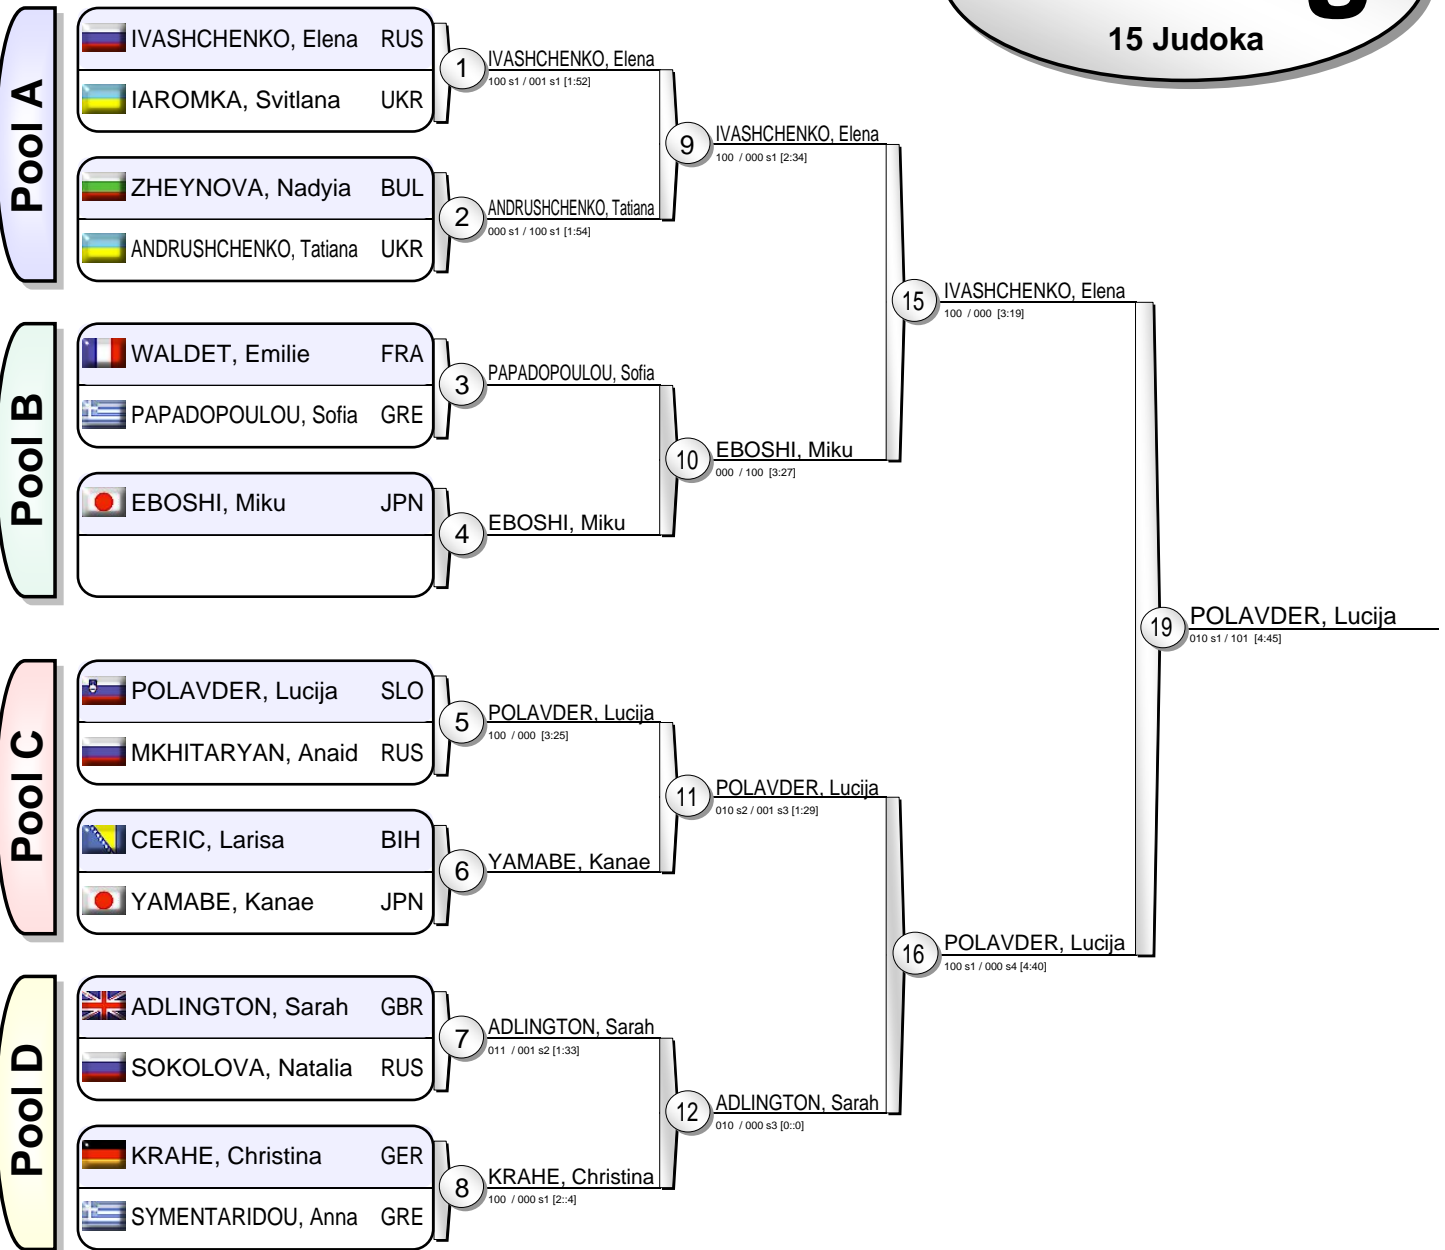 15 Judoka
Pool A
IVASHCHENKO, Elena RUS
IAROMKA, Svitlana UKR
1
IVASHCHENKO, Elena
100 s1 / 001 s1 [1:52]
ZHEYNOVA, Nadyia BUL
ANDRUSHCHENKO, Tatiana UKR
2
ANDRUSHCHENKO, Tatiana
000 s1 / 100 s1 [1:54]
9
IVASHCHENKO, Elena
100 / 000 s1 [2:34]
Pool B
WALDET, Emilie FRA
PAPADOPOULOU, Sofia GRE
3
PAPADOPOULOU, Sofia
EBOSHI, Miku JPN
4
EBOSHI, Miku
10
EBOSHI, Miku
000 / 100 [3:27]
15
IVASHCHENKO, Elena
100 / 000 [3:19]
Pool C
POLAVDER, Lucija SLO
MKHITARYAN, Anaid RUS
5
POLAVDER, Lucija
100 / 000 [3:25]
CERIC, Larisa BIH
YAMABE, Kanae JPN
6
YAMABE, Kanae
11
POLAVDER, Lucija
010 s2 / 001 s3 [1:29]
Pool D
ADLINGTON, Sarah GBR
SOKOLOVA, Natalia RUS
7
ADLINGTON, Sarah
011 / 001 s2 [1:33]
KRAHE, Christina GER
SYMENTARIDOU, Anna GRE
8
KRAHE, Christina
100 / 000 s1 [2::4]
12
ADLINGTON, Sarah
010 / 000 s3 [0::0]
16
POLAVDER, Lucija
100 s1 / 000 s4 [4:40]
19
POLAVDER, Lucija
010 s1 / 101 [4:45]